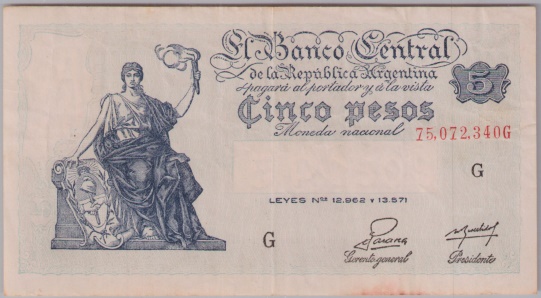 El Banco Central
de la República Argentina
pagará al portador y a la vista
5
Cinco pesos
Moneda nacional
75.072.340G
G
LEYES Nos 12.962 Y 13.571
G
Gerente general
Presidente